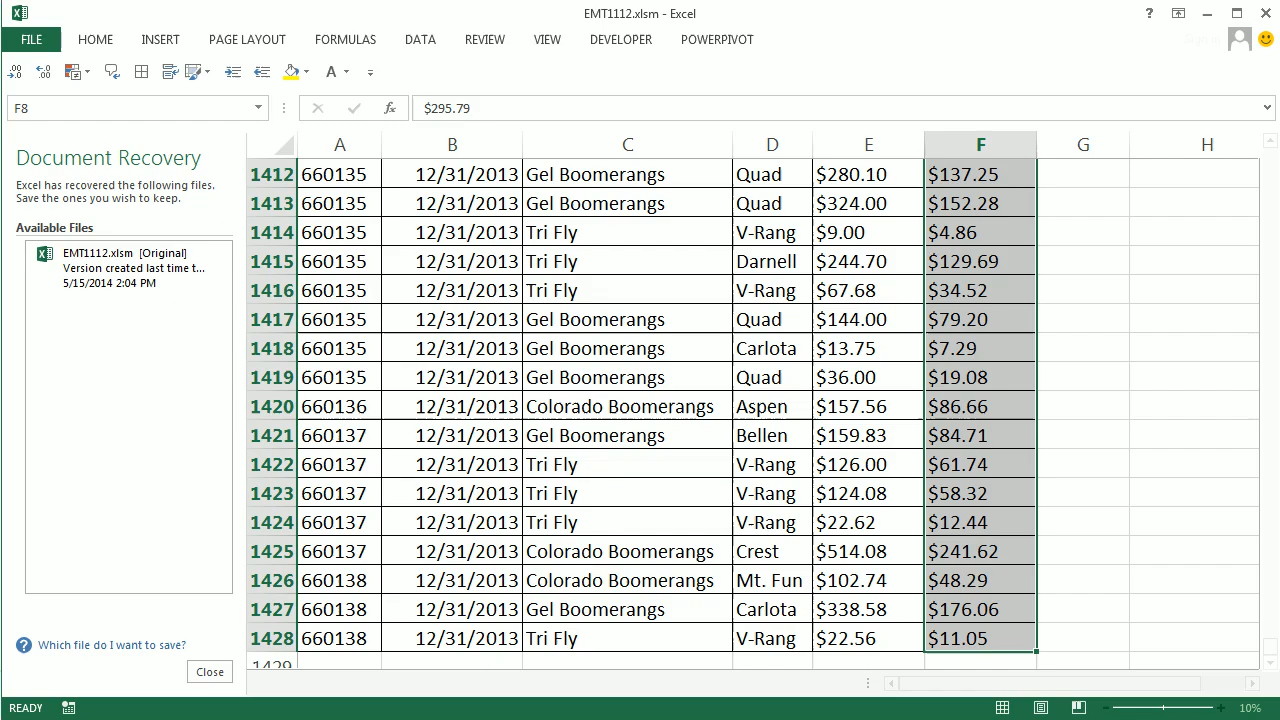 EMT1112.xlsm - Excel
?
FILE HOME INSERT PAGE LAYOUT FORMULAS DATA REVIEW VIEW DEVELOPER POWERPIVOT
F8 fx $295.79
Document Recovery
Excel has recovered the following files.
Save the ones you wish to keep.
Available Files
EMT1112.xlsm [Original]
Version created last time t...
5/15/2014 2:04 PM
Which file do I want to save?
Close
A B C D E F G H
1412 660135 12/31/2013 Gel Boomerangs Quad $280.10 $137.25
1413 660135 12/31/2013 Gel Boomerangs Quad $324.00 $152.28
1414 660135 12/31/2013 Tri Fly V-Rang $9.00 $4.86
1415 660135 12/31/2013 Tri Fly Darnell $244.70 $129.69
1416 660135 12/31/2013 Tri Fly V-Rang $67.68 $34.52
1417 660135 12/31/2013 Gel Boomerangs Quad $144.00 $79.20
1418 660135 12/31/2013 Gel Boomerangs Carlota $13.75 $7.29
1419 660135 12/31/2013 Gel Boomerangs Quad $36.00 $19.08
1420 660136 12/31/2013 Colorado Boomerangs Aspen $157.56 $86.66
1421 660137 12/31/2013 Gel Boomerangs Bellen $159.83 $84.71
1422 660137 12/31/2013 Tri Fly V-Rang $126.00 $61.74
1423 660137 12/31/2013 Tri Fly V-Rang $124.08 $58.32
1424 660137 12/31/2013 Tri Fly V-Rang $22.62 $12.44
1425 660137 12/31/2013 Colorado Boomerangs Crest $514.08 $241.62
1426 660138 12/31/2013 Colorado Boomerangs Mt. Fun $102.74 $48.29
1427 660138 12/31/2013 Gel Boomerangs Carlota $338.58 $176.06
1428 660138 12/31/2013 Tri Fly V-Rang $22.56 $11.05
1429
READY 10%